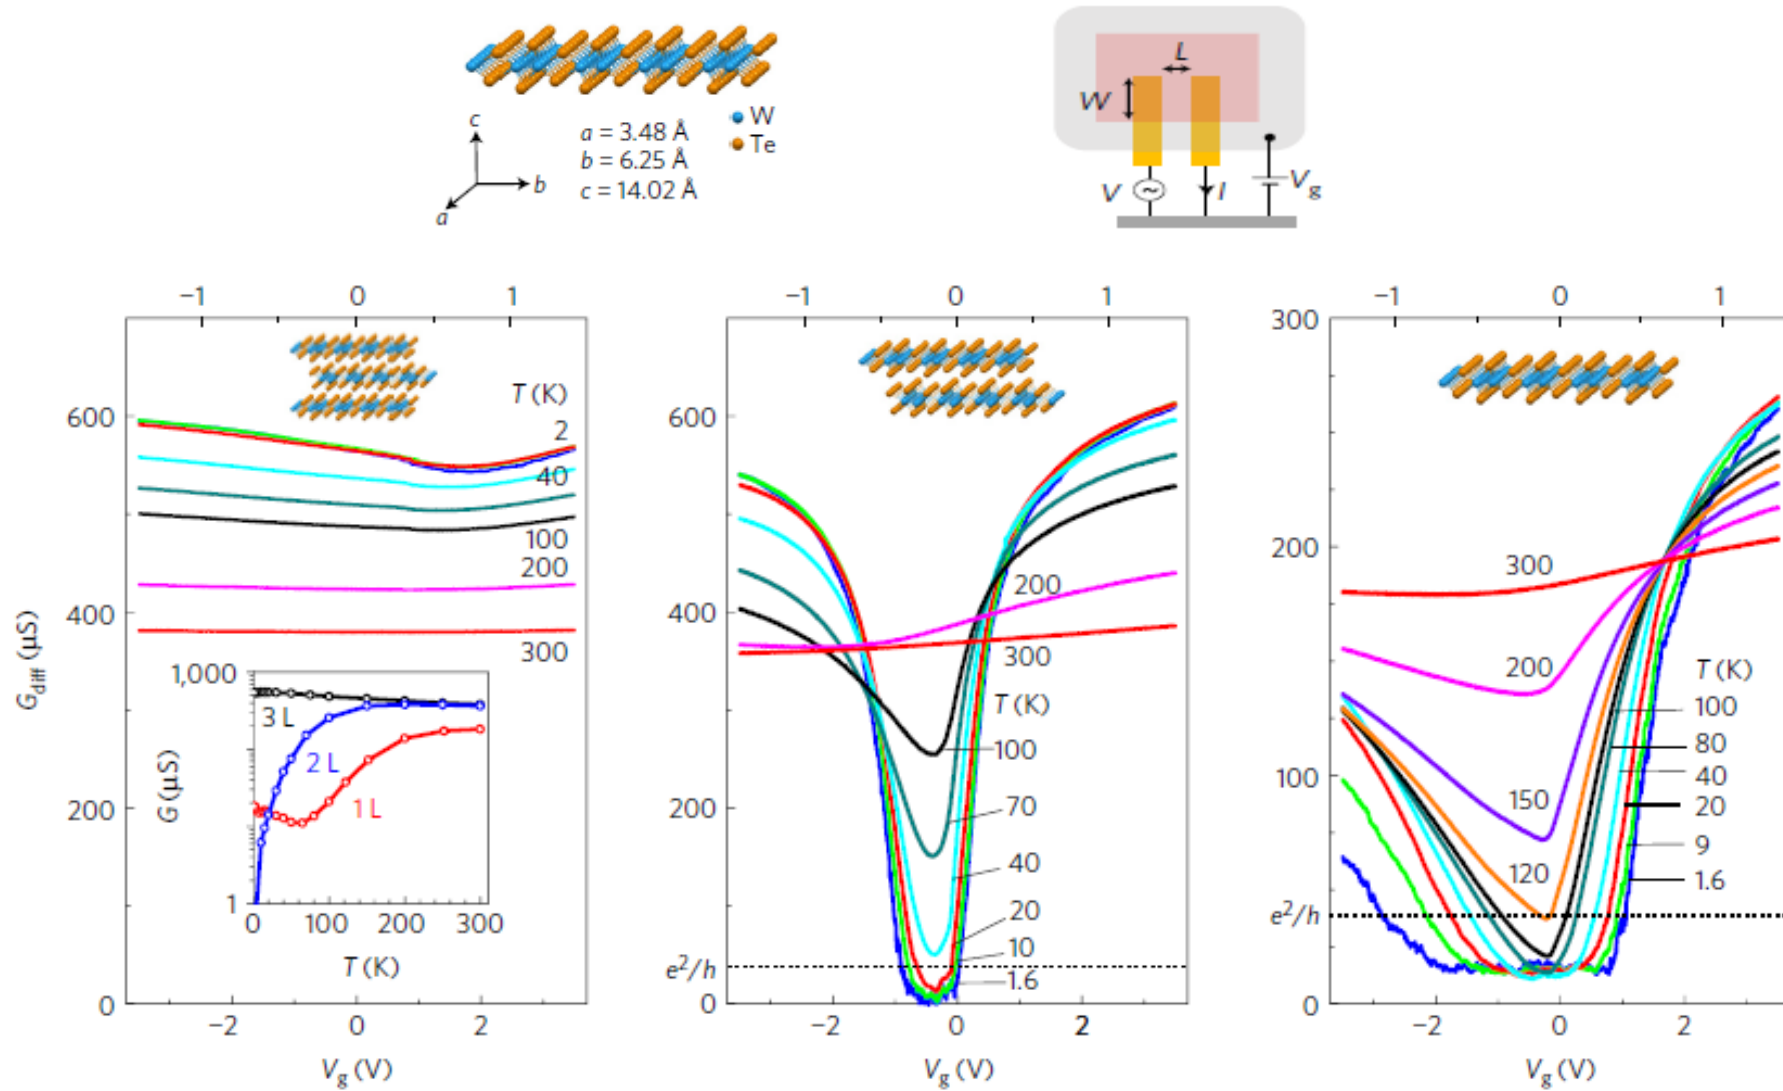 W
Te
c
b
a
a = 3.48 Å
b = 6.25 Å
c = 14.02 Å
L
W
V
I
Vg
−1 0 1
−1 0 1
−1 0 1
600
400
200
0
Gdiff (μS)
T (K)
2
40
100
200
300
1,000
1
G (μS)
3 L
2 L
1 L
0 100 200 300
T (K)
−2 0 2
Vg (V)
600
400
200
e²/h
0
200
300
T (K)
100
70
40
20
10
1.6
−2 0 2
Vg (V)
300
200
100
e²/h
0
300
200
150
120
T (K)
100
80
40
20
9
1.6
−2 0 2
Vg (V)